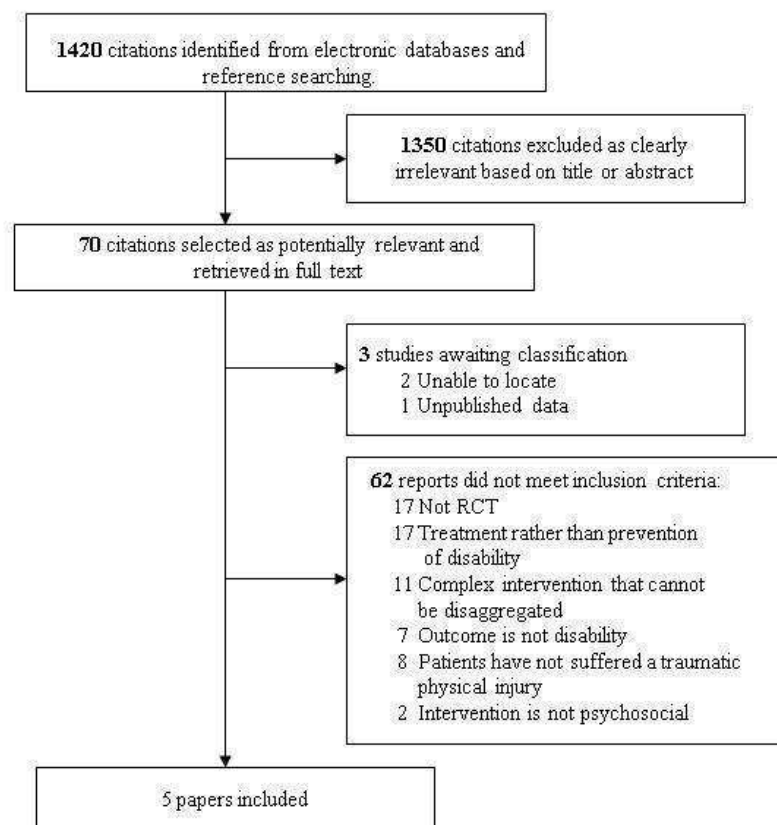 1420 citations identified from electronic databases and
reference searching.
1350 citations excluded as clearly
irrelevant based on title or abstract
70 citations selected as potentially relevant and
retrieved in full text
3 studies awaiting classification
2 Unable to locate
1 Unpublished data
62 reports did not meet inclusion criteria:
17 Not RCT
17 Treatment rather than prevention
of disability
11 Complex intervention that cannot
be disaggregated
7 Outcome is not disability
8 Patients have not suffered a traumatic
physical injury
2 Intervention is not psychosocial
5 papers included